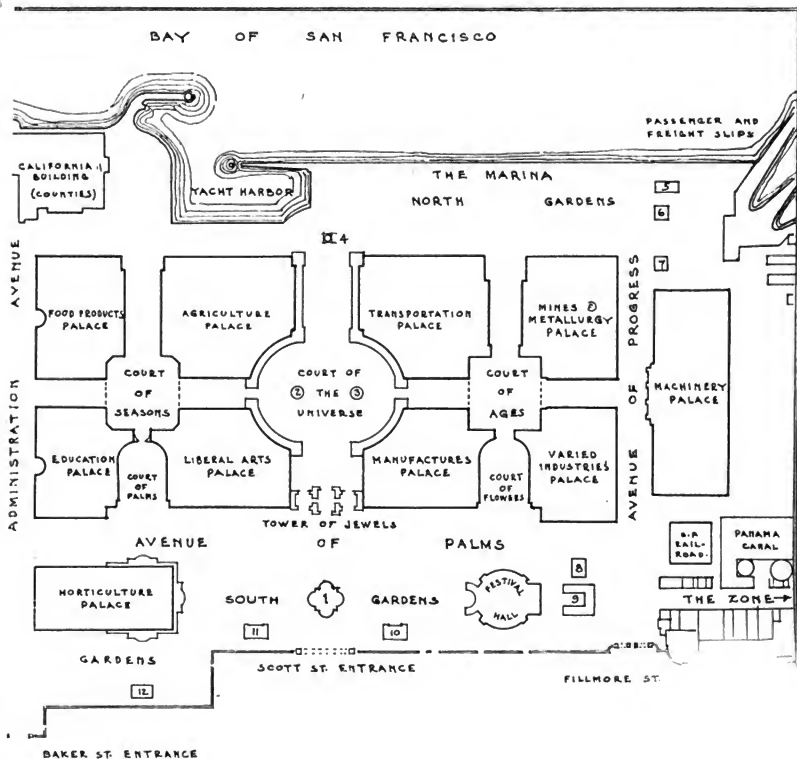 BAY OF SAN FRANCISCO
PASSENGER AND
FREIGHT SLIPS
CALIFORNIA
BUILDING
(COUNTIES)
YACHT HARBOR
THE MARINA
NORTH GARDENS
5
6
4
7
ADMINISTRATION AVENUE
FOOD PRODUCTS
PALACE
AGRICULTURE
PALACE
TRANSPORTATION
PALACE
MINES &
METALLURGY
PALACE
AVENUE OF PROGRESS
MACHINERY
PALACE
COURT
OF
SEASONS
COURT OF
2 THE 3
UNIVERSE
COURT
OF
AGES
EDUCATION
PALACE
COURT
OF
PALMS
LIBERAL ARTS
PALACE
MANUFACTURES
PALACE
COURT
OF
FLOWERS
VARIED
INDUSTRIES
PALACE
TOWER OF JEWELS
AVENUE OF PALMS
RAIL-
ROAD.
PANAMA
CANAL
HORTICULTURE
PALACE
SOUTH 1 GARDENS
FESTIVAL
HALL
8
9
THE ZONE→
11
10
GARDENS
SCOTT ST. ENTRANCE
FILLMORE ST.
12
BAKER ST. ENTRANCE